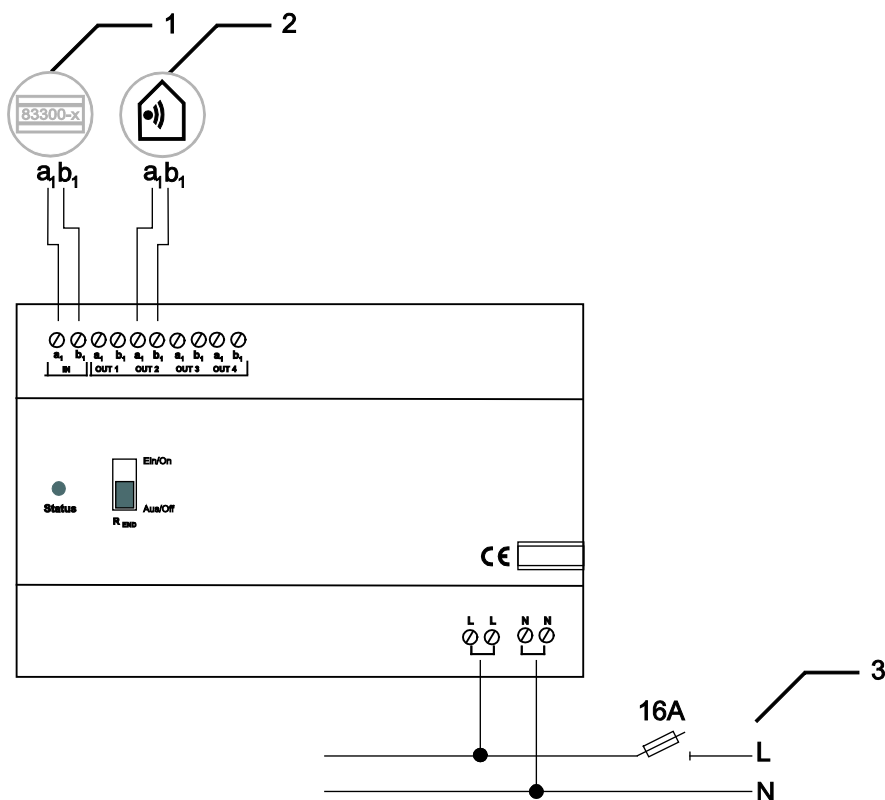 1 2
83300-x
a₁ b₁ a₁ b₁
a₁ b₁ a₁ b₁ a₁ b₁ a₁ b₁ a₁ b₁
IN OUT 1 OUT 2 OUT 3 OUT 4
Ein/On
Status Aus/Off
R END
CE
L L N N
3
16A
L
N